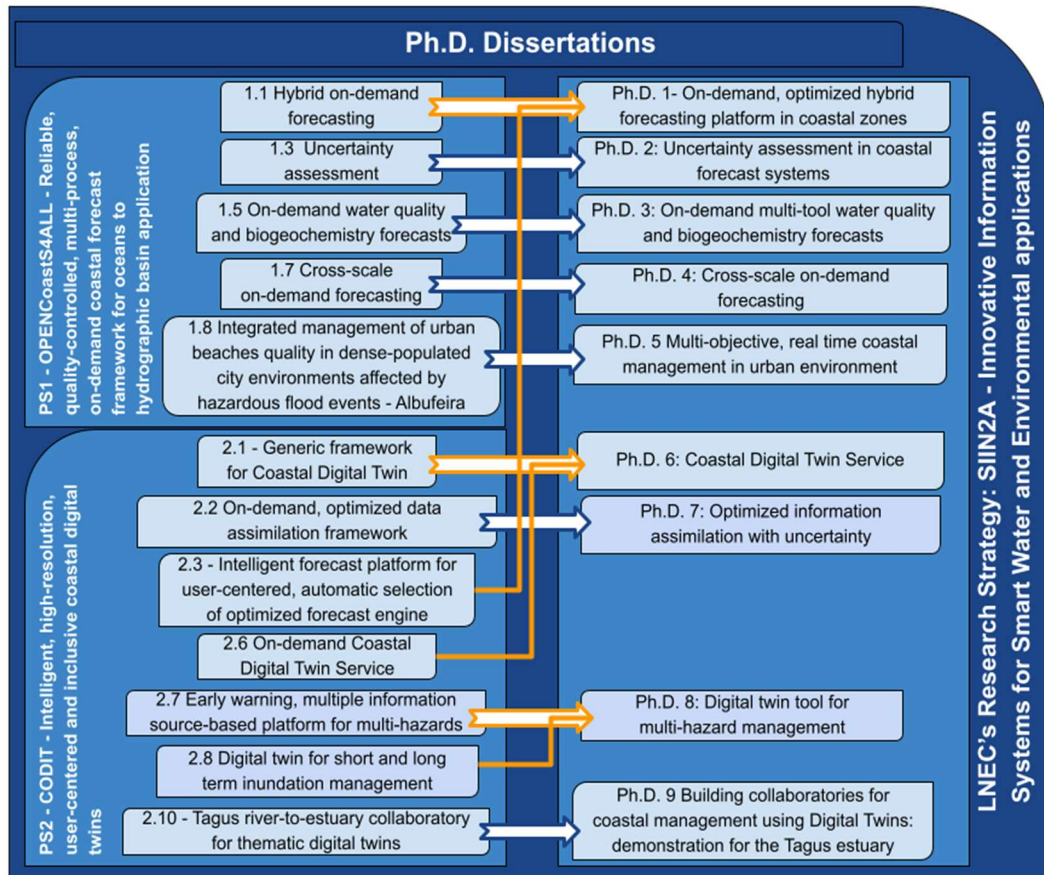 Ph.D. Dissertations
PS1 - OPENCoastS4ALL - Reliable,
quality-controlled, multi-process,
on-demand coastal forecast
framework for oceans to
hydrographic basin application
1.1 Hybrid on-demand
forecasting
1.3 Uncertainty
assessment
1.5 On-demand water quality
and biogeochemistry forecasts
1.7 Cross-scale
on-demand forecasting
1.8 Integrated management of urban
beaches quality in dense-populated
city environments affected by
hazardous flood events - Albufeira
Ph.D. 1- On-demand, optimized hybrid
forecasting platform in coastal zones
Ph.D. 2: Uncertainty assessment in coastal
forecast systems
Ph.D. 3: On-demand multi-tool water quality
and biogeochemistry forecasts
Ph.D. 4: Cross-scale on-demand
forecasting
Ph.D. 5 Multi-objective, real time coastal
management in urban environment
PS2 - CODIT - Intelligent, high-resolution,
user-centered and inclusive coastal digital
twins
2.1 - Generic framework
for Coastal Digital Twin
2.2 On-demand, optimized data
assimilation framework
2.3 - Intelligent forecast platform for
user-centered, automatic selection
of optimized forecast engine
2.6 On-demand Coastal
Digital Twin Service
2.7 Early warning, multiple information
source-based platform for multi-hazards
2.8 Digital twin for short and long
term inundation management
2.10 - Tagus river-to-estuary collaboratory
for thematic digital twins
Ph.D. 6: Coastal Digital Twin Service
Ph.D. 7: Optimized information
assimilation with uncertainty
Ph.D. 8: Digital twin tool for
multi-hazard management
Ph.D. 9 Building collaboratories for
coastal management using Digital Twins:
demonstration for the Tagus estuary
LNEC's Research Strategy: SIIN2A - Innovative Information
Systems for Smart Water and Environmental applications